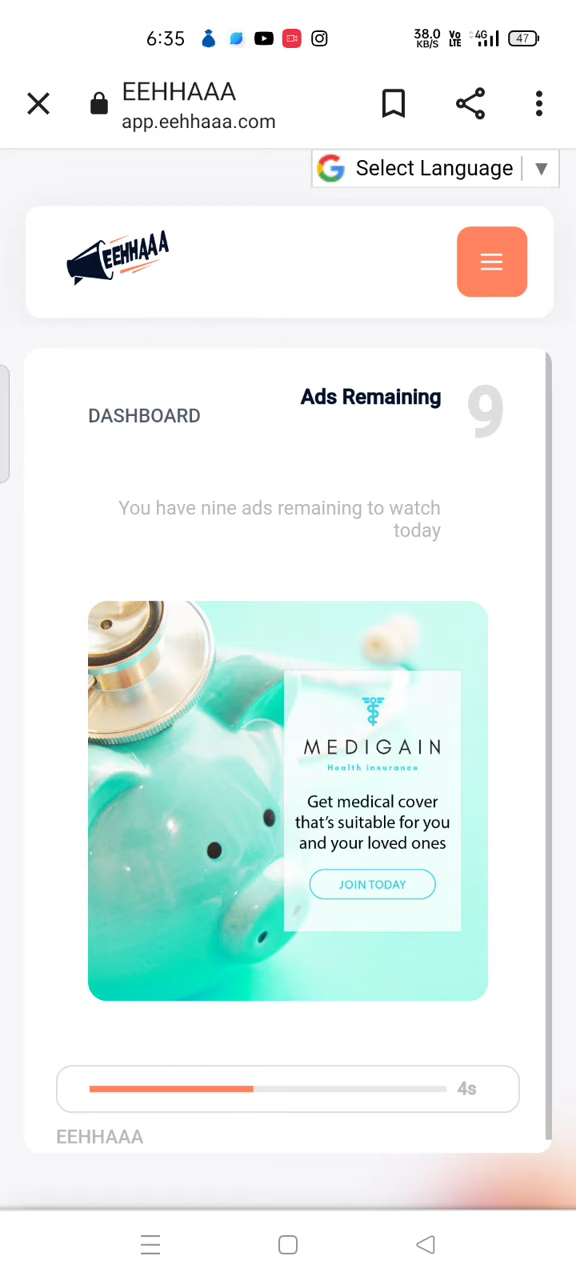 6:35
38.0 KB/S Vo LTE 4G 47
EEHHAAA
app.eehhaaa.com
G Select Language ▼
EEHHAAA
Ads Remaining
9
DASHBOARD
You have nine ads remaining to watch
today
MEDIGAIN
Health insurance
Get medical cover
that's suitable for you
and your loved ones
JOIN TODAY
4s
EEHHAAA